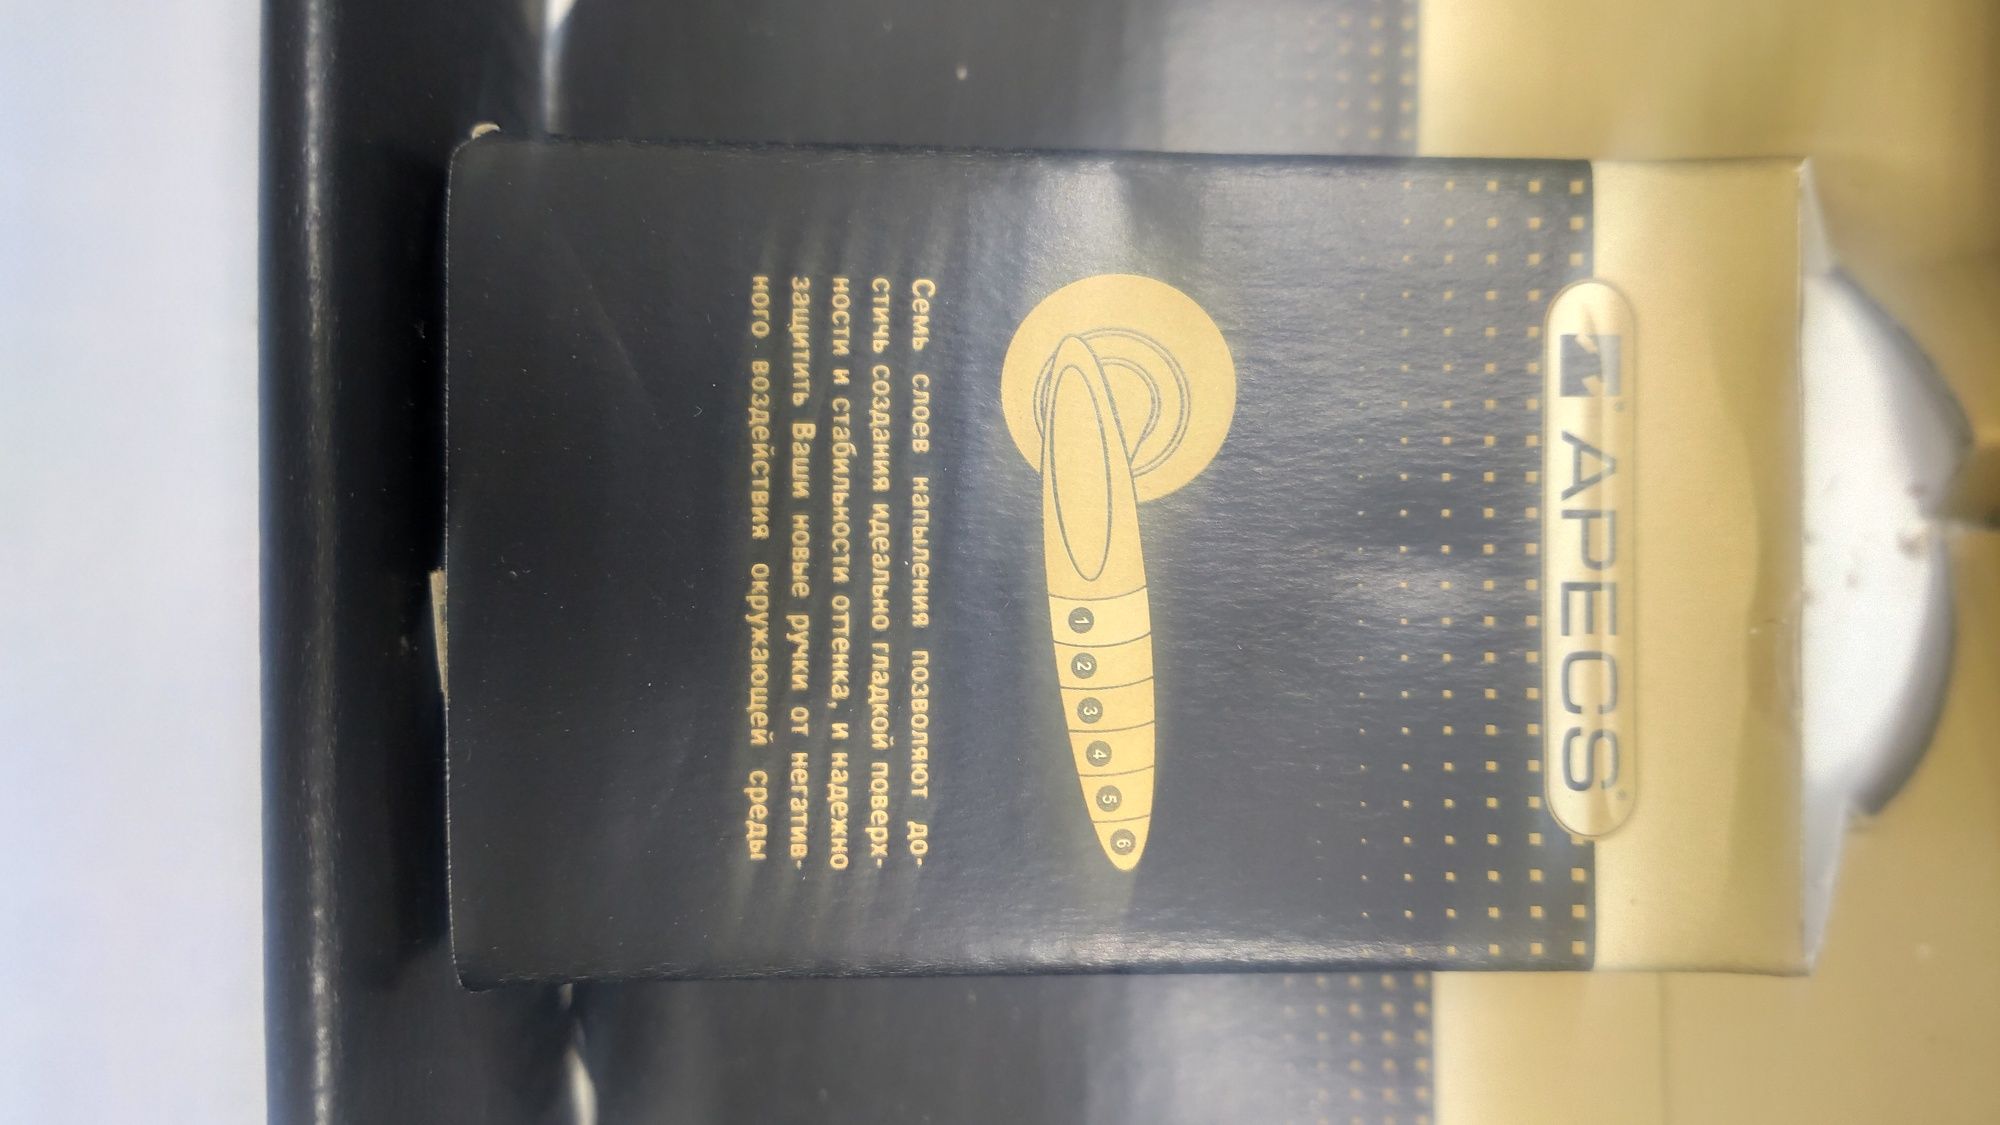 APECS
1
2
3
4
5
6
Семь слоев напыления позволяют до-
стичь создания идеально гладкой поверх-
ности и стабильности оттенка, и надежно
защитить Ваши новые ручки от негатив-
ного воздействия окружающей среды